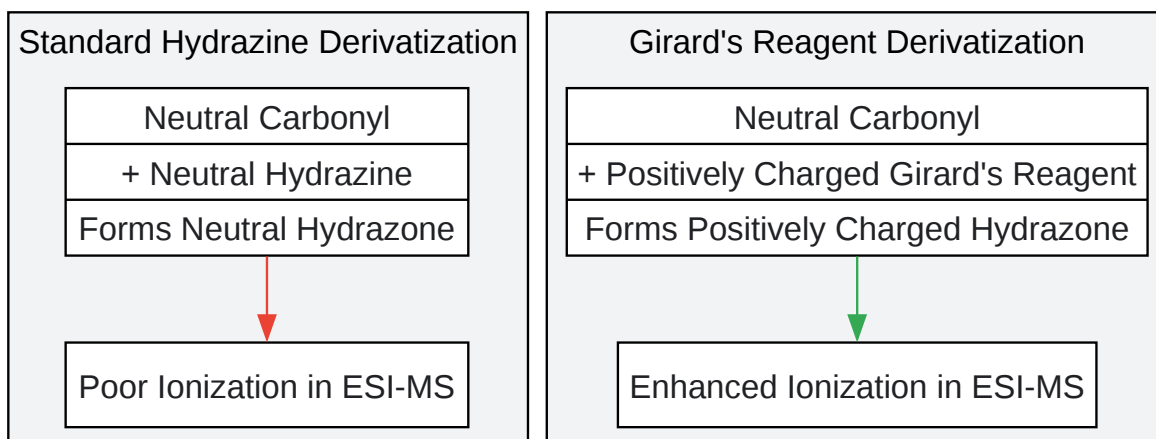 Standard Hydrazine Derivatization
Neutral Carbonyl
+ Neutral Hydrazine
Forms Neutral Hydrazone
Poor Ionization in ESI-MS
Girard's Reagent Derivatization
Neutral Carbonyl
+ Positively Charged Girard's Reagent
Forms Positively Charged Hydrazone
Enhanced Ionization in ESI-MS